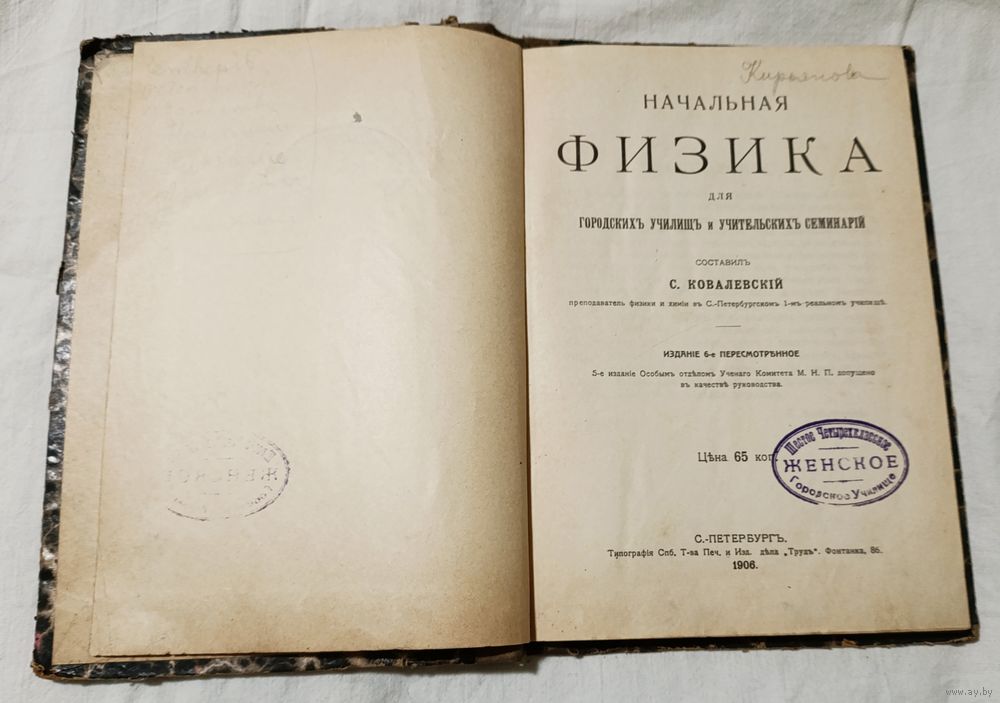 Кирьянова
НАЧАЛЬНАЯ
ФИЗИКА
ДЛЯ
ГОРОДСКИХЪ УЧИЛИЩЪ и УЧИТЕЛЬСКИХЪ СЕМИНАРІЙ
СОСТАВИЛЪ
С. КОВАЛЕВСКІЙ
преподаватель физики и химіи въ С.-Петербургскомъ 1-мъ реальномъ училищѣ.
ИЗДАНІЕ 6-е ПЕРЕСМОТРѢННОЕ
5-е изданіе Особымъ отдѣломъ Ученаго Комитета М. Н. П. допущено
въ качествѣ руководства.
Цѣна 65 коп.
Шестое Четырехклассное
ЖЕНСКОЕ
Городское Училище
С.-ПЕТЕРБУРГЪ.
Типографія Спб. Т-ва Печ. и Изд. дѣла „Трудъ". Фонтанка, 86.
1906.
www.ay.by